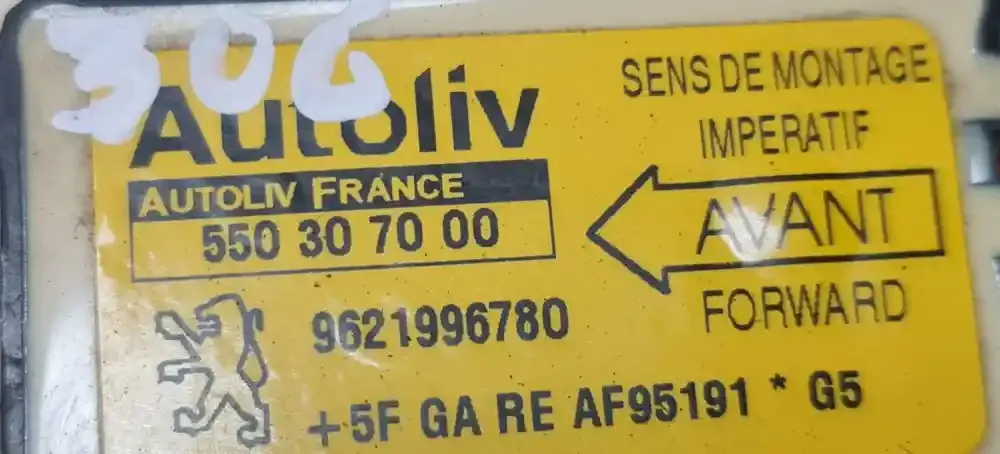 306
Autoliv
AUTOLIV FRANCE
550 30 70 00
9621996780
+5F GA RE AF95191 * G5
SENS DE MONTAGE
IMPERATIF
AVANT
FORWARD